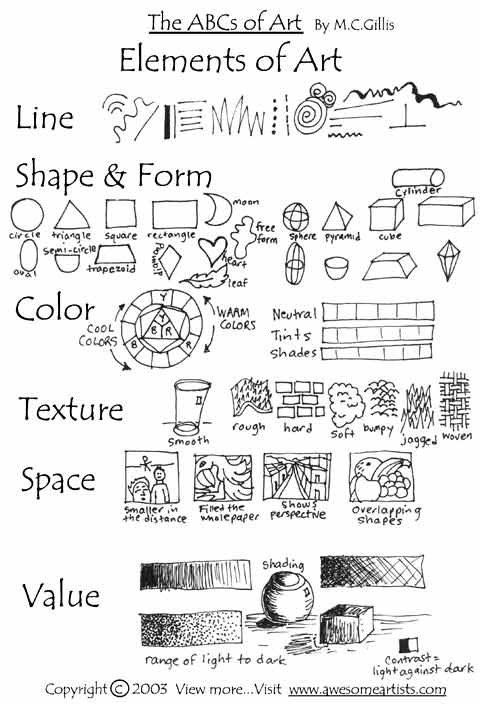 The ABCs of Art By M.C.Gillis
Elements of Art
Line
Shape & Form
Cylinder
moon
circle triangle square rectangle
free form
sphere pyramid cube
oval semi-circle trapezoid
heart
leaf
Color
Y
Y
B R
B R
COOL COLORS
WARM COLORS
Neutral
Tints
Shades
Texture
smooth rough hard soft bumpy jagged woven
Space
Smaller in the distance
Filled the whole paper
Shows perspective
Overlapping shapes
Value
shading
range of light to dark
Contrast = light against dark
Copyright © 2003 View more...Visit www.awesomeartists.com